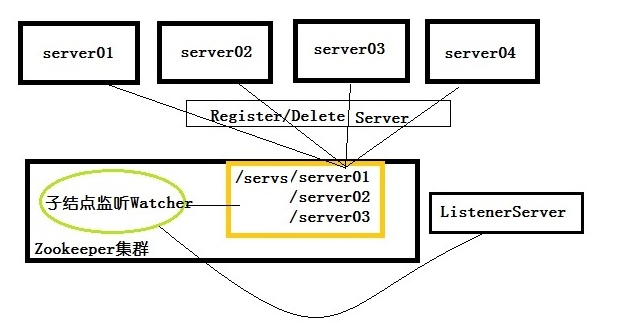 server01
server02
server03
server04
Register/Delete Server
/servs/server01
/server02
/server03
子结点监听Watcher
ListenerServer
Zookeeper集群